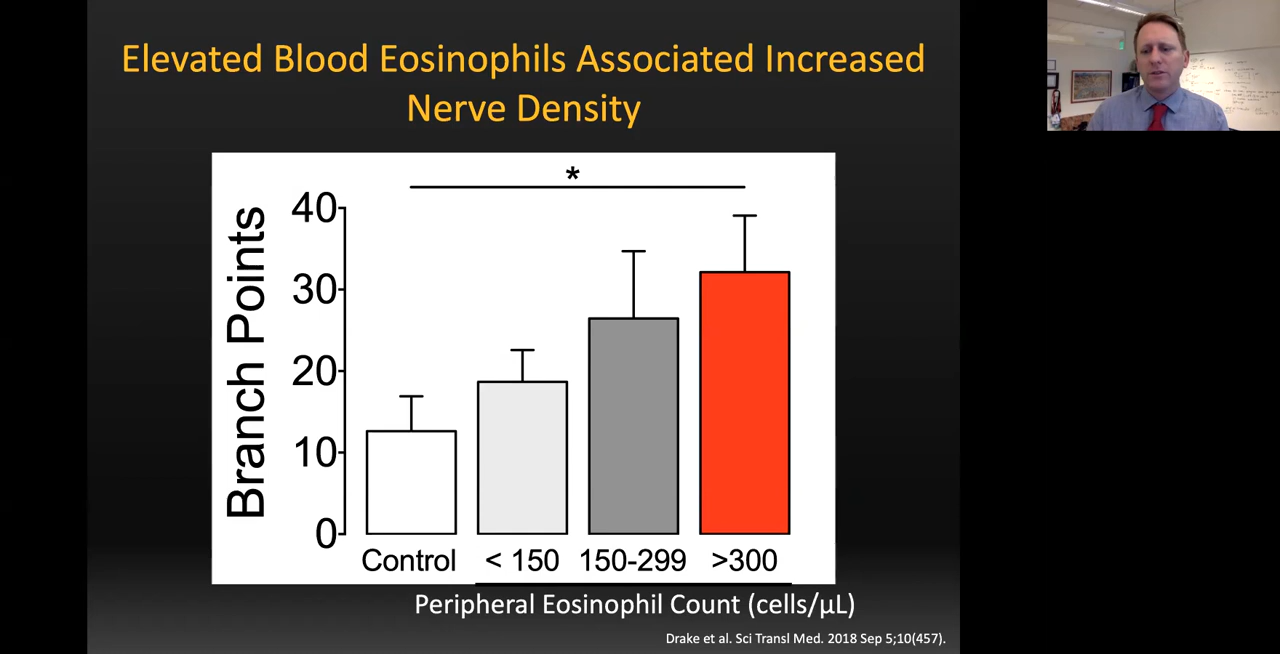 Elevated Blood Eosinophils Associated Increased
Nerve Density
*
Branch Points
40
30
20
10
0
Control < 150 150-299 >300
Peripheral Eosinophil Count (cells/µL)
Drake et al. Sci Transl Med. 2018 Sep 5;10(457).